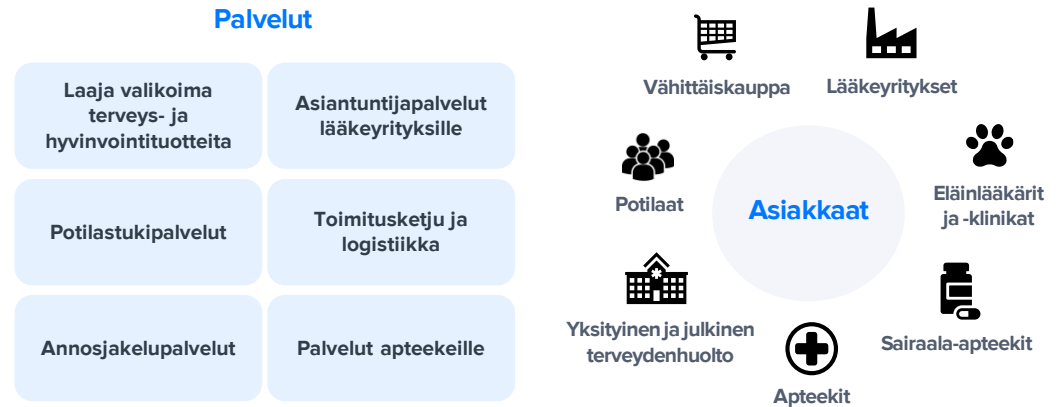 Palvelut
Laaja valikoima
terveys- ja
hyvinvointituotteita
Asiantuntijapalvelut
lääkeyrityksille
Potilastukipalvelut
Toimitusketju ja
logistiikka
Annosjakelupalvelut
Palvelut apteekeille
Vähittäiskauppa
Lääkeyritykset
Potilaat
Asiakkaat
Eläinlääkärit
ja -klinikat
Yksityinen ja julkinen
terveydenhuolto
Sairaala-apteekit
Apteekit